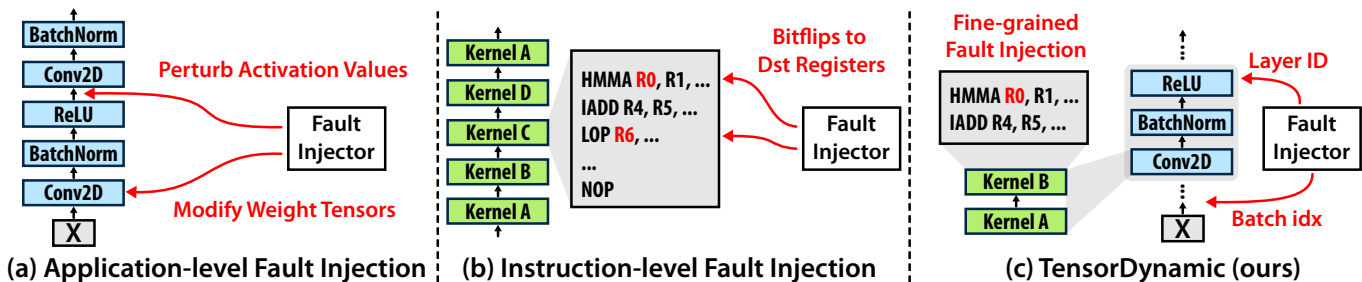 BatchNorm
Conv2D
ReLU
BatchNorm
Conv2D
X
Perturb Activation Values
Fault
Injector
Modify Weight Tensors
(a) Application-level Fault Injection
Kernel A
Kernel D
Kernel C
Kernel B
Kernel A
HMMA R0, R1, ...
IADD R4, R5, ...
LOP R6, ...
...
NOP
Bitflips to
Dst Registers
Fault
Injector
(b) Instruction-level Fault Injection
Fine-grained
Fault Injection
HMMA R0, R1, ...
IADD R4, R5, ...
Kernel B
Kernel A
ReLU
BatchNorm
Conv2D
X
Layer ID
Fault
Injector
Batch idx
(c) TensorDynamic (ours)